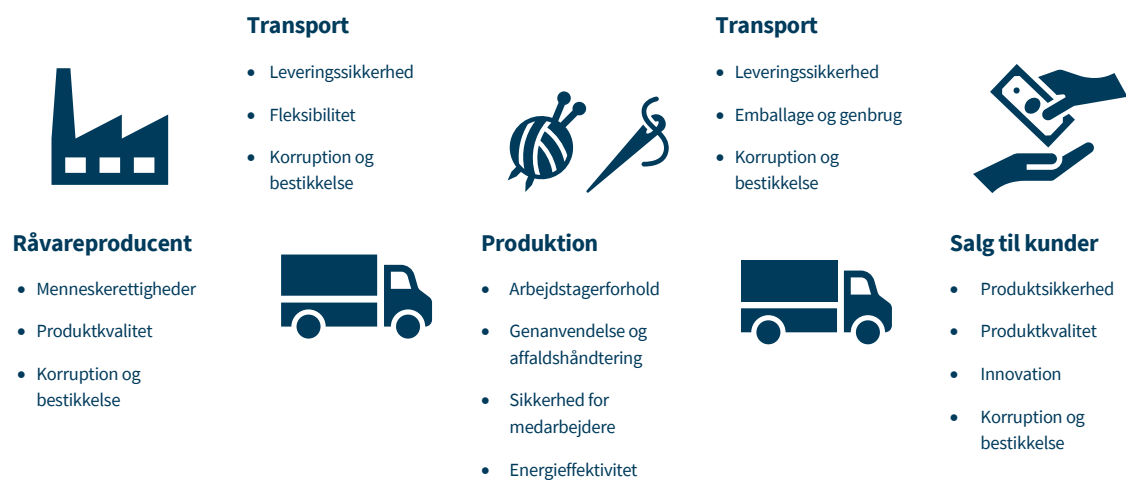 Råvareproducent
• Menneskerettigheder
• Produktkvalitet
• Korruption og
bestikkelse
Transport
• Leveringssikkerhed
• Fleksibilitet
• Korruption og
bestikkelse
Produktion
• Arbejdstagerforhold
• Genanvendelse og
affaldshåndtering
• Sikkerhed for
medarbejdere
• Energieffektivitet
Transport
• Leveringssikkerhed
• Emballage og genbrug
• Korruption og
bestikkelse
Salg til kunder
• Produktsikkerhed
• Produktkvalitet
• Innovation
• Korruption og
bestikkelse